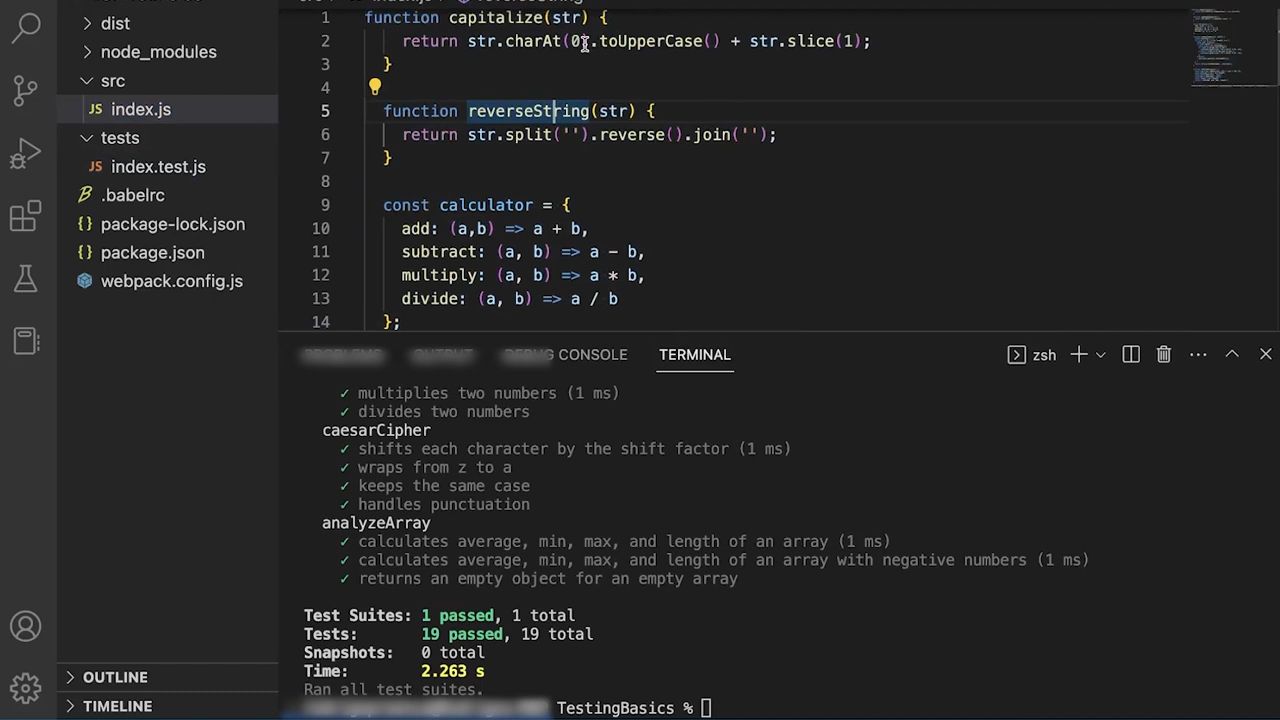 dist
node_modules
src
JS index.js
tests
JS index.test.js
.babelrc
{} package-lock.json
{} package.json
webpack.config.js
OUTLINE
TIMELINE
1 function capitalize(str) {
2 return str.charAt(0).toUpperCase() + str.slice(1);
3 }
4
5 function reverseString(str) {
6 return str.split('').reverse().join('');
7 }
8
9 const calculator = {
10 add: (a,b) => a + b,
11 subtract: (a, b) => a - b,
12 multiply: (a, b) => a * b,
13 divide: (a, b) => a / b
14 };
PROBLEMS OUTPUT DEBUG CONSOLE TERMINAL zsh
✓ multiplies two numbers (1 ms)
✓ divides two numbers
caesarCipher
✓ shifts each character by the shift factor (1 ms)
✓ wraps from z to a
✓ keeps the same case
✓ handles punctuation
analyzeArray
✓ calculates average, min, max, and length of an array (1 ms)
✓ calculates average, min, max, and length of an array with negative numbers (1 ms)
✓ returns an empty object for an empty array
Test Suites: 1 passed, 1 total
Tests: 19 passed, 19 total
Snapshots: 0 total
Time: 2.263 s
Ran all test suites.
TestingBasics %